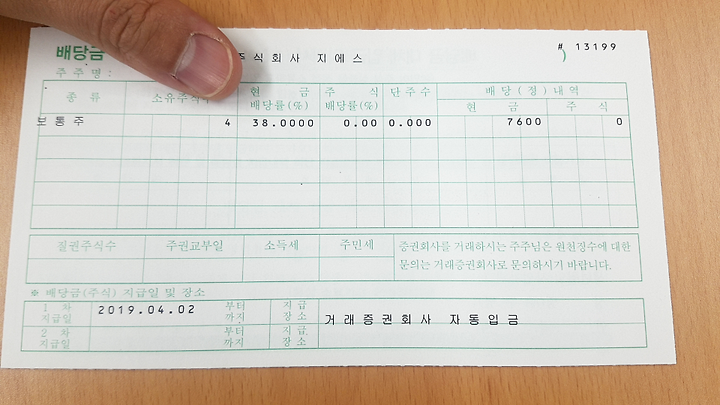 배당금 주식회사 지에스 ) # 13199
주 주 명 :
종 류 소유주식수 현 금 배당률(%) 주 식 배당률(%) 단 주 수 배 당 ( 정 ) 내 역
현 금 주 식
보 통 주 4 38.0000 0.00 0.000 7600 0
질권주식수 주권교부일 소득세 주민세 증권회사를 거래하시는 주주님은 원천징수에 대한
문의는 거래증권회사로 문의하시기 바랍니다.
※ 배당금(주식) 지급일 및 장소
1 차 지급일 2019.04.02 부터 까지 지 급 장 소 거 래 증 권 회 사 자 동 입 금
2 차 지급일 부터 까지 지 급 장 소